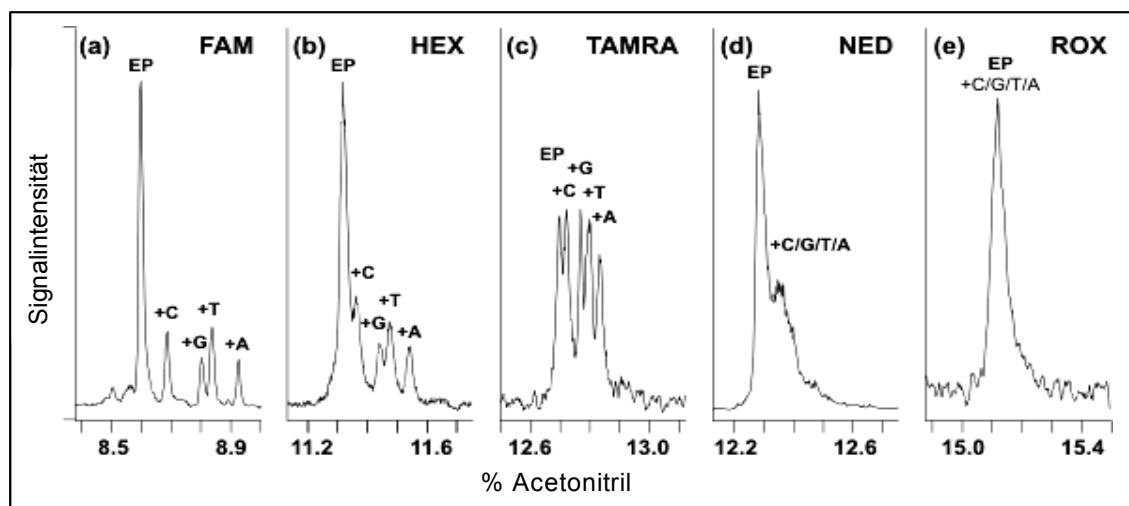 (a) FAM
EP
+C
+G
+T
+A
8.5 8.9
(b) HEX
EP
+C
+G
+T
+A
11.2 11.6
(c) TAMRA
EP
+C
+G
+T
+A
12.6 13.0
(d) NED
EP
+C/G/T/A
12.2 12.6
(e) ROX
EP
+C/G/T/A
15.0 15.4
Signalintensität
% Acetonitril